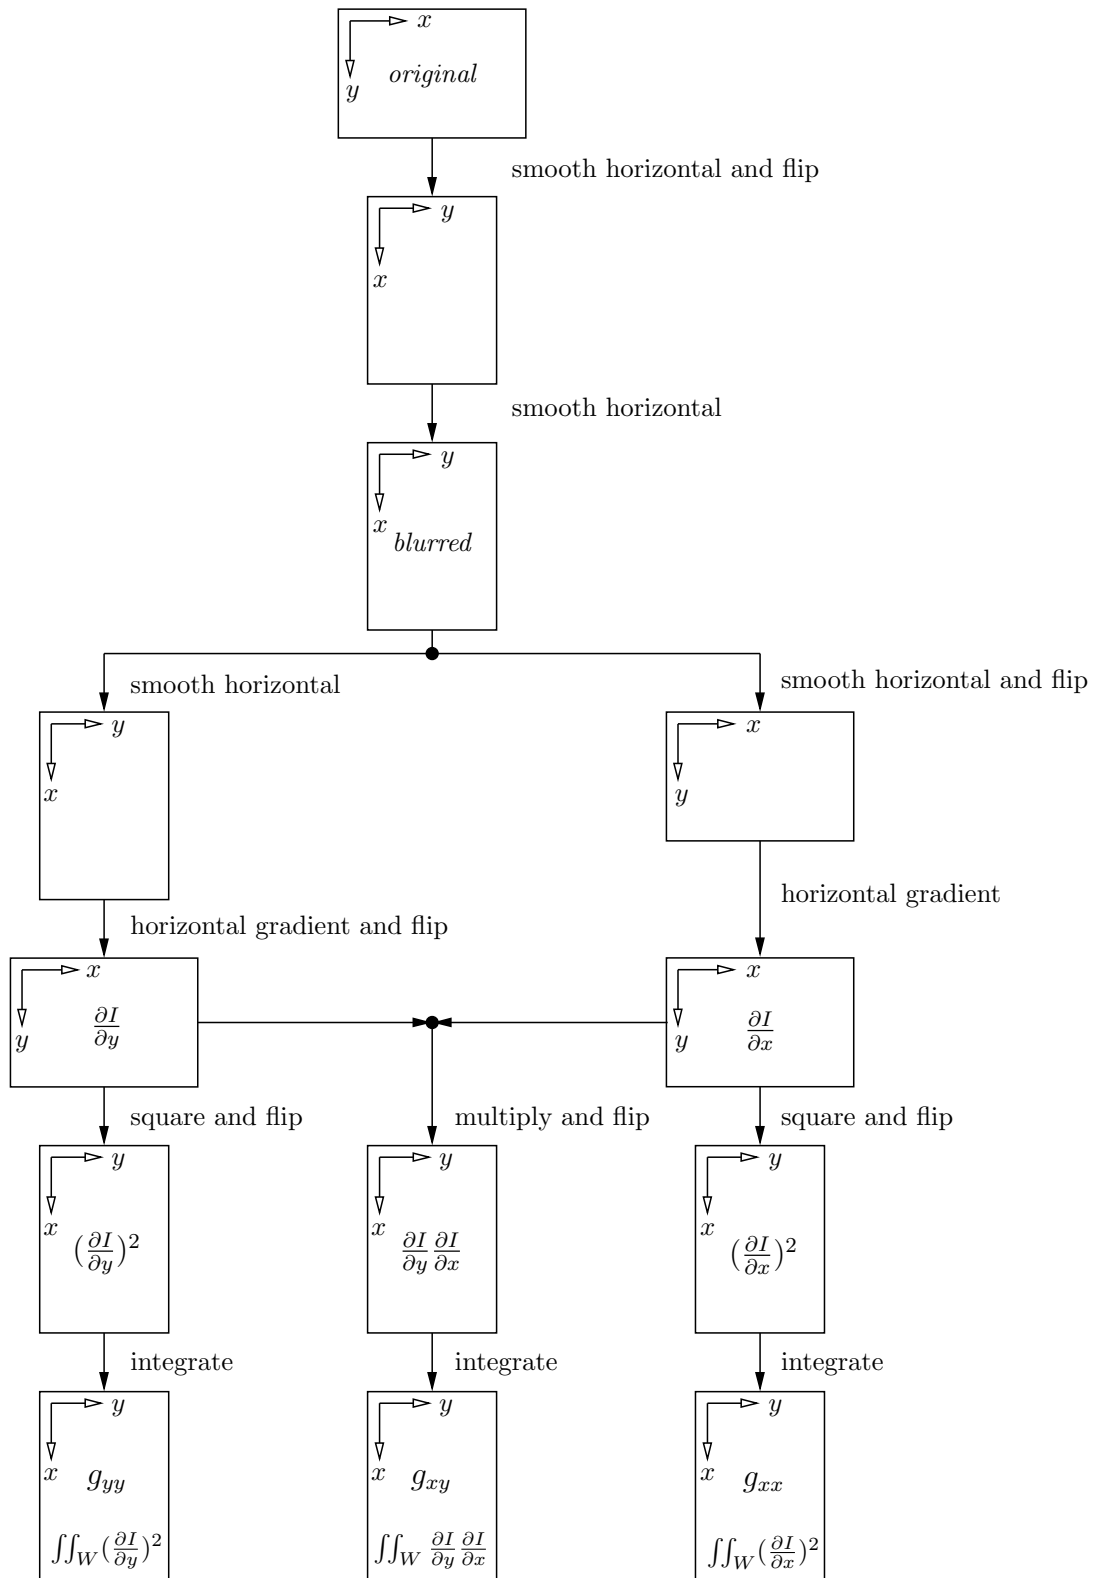 x
original
y
smooth horizontal and flip
y
x
smooth horizontal
y
x
blurred
smooth horizontal
smooth horizontal and flip
y
x
x
y
horizontal gradient
horizontal gradient and flip
x
∂I/∂y
y
x
∂I/∂x
y
square and flip
multiply and flip
square and flip
y
x
(∂I/∂y)²
y
x
∂I/∂y ∂I/∂x
y
x
(∂I/∂x)²
integrate
integrate
integrate
y
x g_yy
∬_W (∂I/∂y)²
y
x g_xy
∬_W ∂I/∂y ∂I/∂x
y
x g_xx
∬_W (∂I/∂x)²